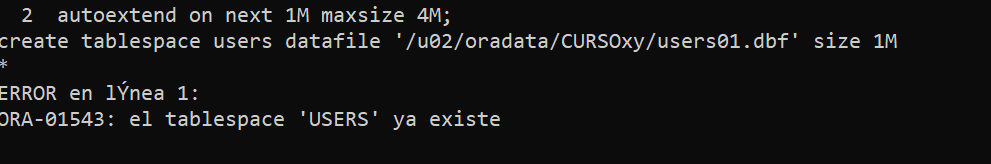 2 autoextend on next 1M maxsize 4M;
create tablespace users datafile '/u02/oradata/CURSOxy/users01.dbf' size 1M
*
ERROR en lÝnea 1:
ORA-01543: el tablespace 'USERS' ya existe